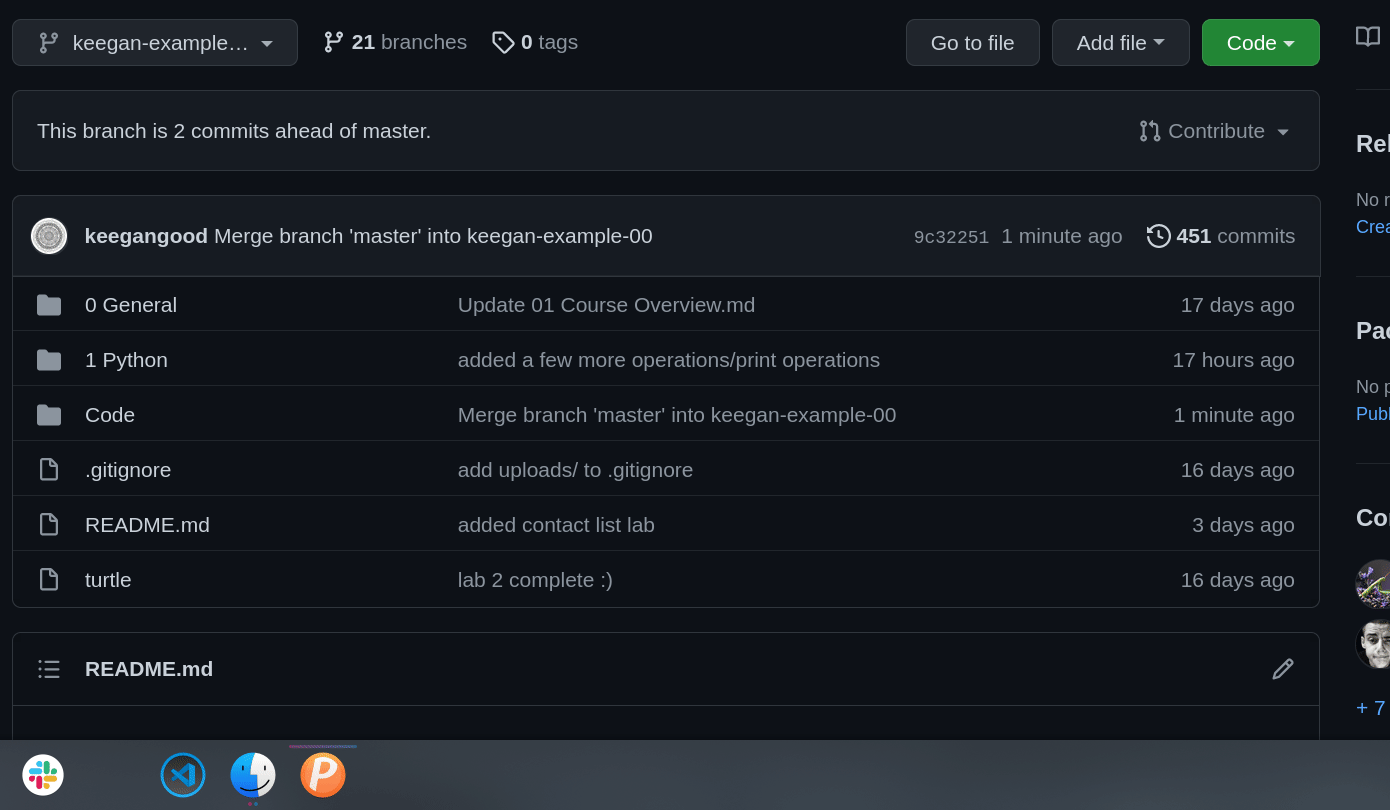 keegan-example… 21 branches 0 tags Go to file Add file Code
This branch is 2 commits ahead of master. Contribute
Rel
keegangood Merge branch 'master' into keegan-example-00 9c32251 1 minute ago 451 commits
No r
Crea
0 General Update 01 Course Overview.md 17 days ago
Pac
1 Python added a few more operations/print operations 17 hours ago
No p
Code Merge branch 'master' into keegan-example-00 1 minute ago
Publ
.gitignore add uploads/ to .gitignore 16 days ago
README.md added contact list lab 3 days ago
Co
turtle lab 2 complete :) 16 days ago
README.md
+ 7
P